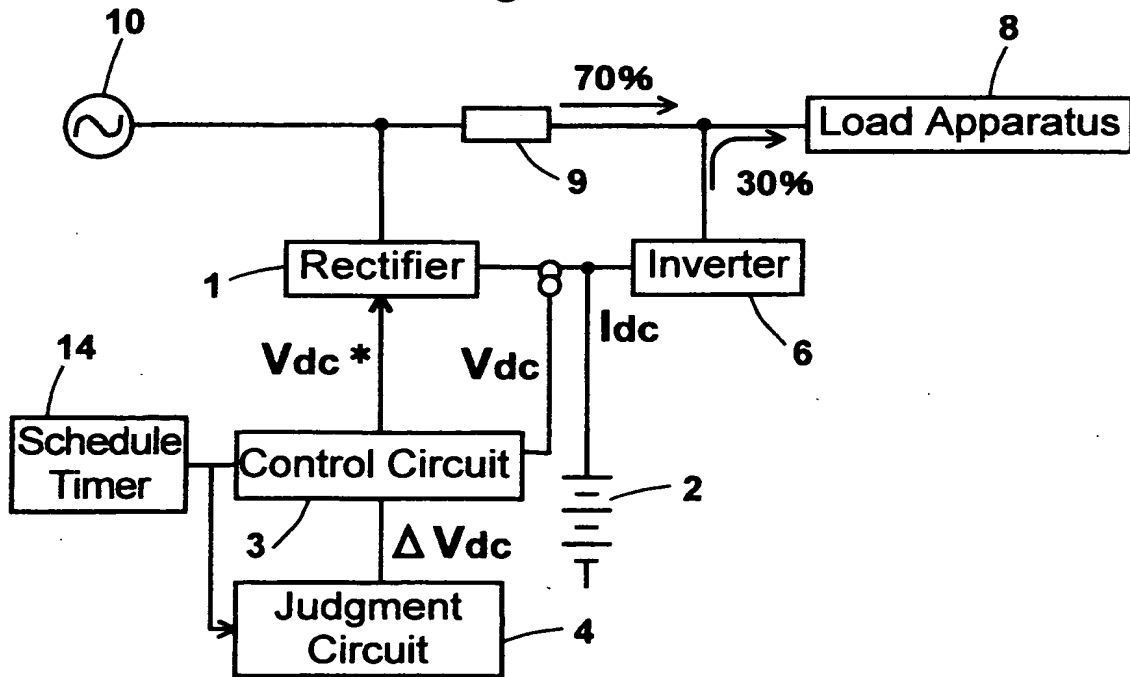 10
8
70%
Load Apparatus
9
30%
Rectifier
Inverter
1
Idc
6
14
Vdc *
Vdc
Schedule
Timer
Control Circuit
2
3
Δ Vdc
Judgment
Circuit
4